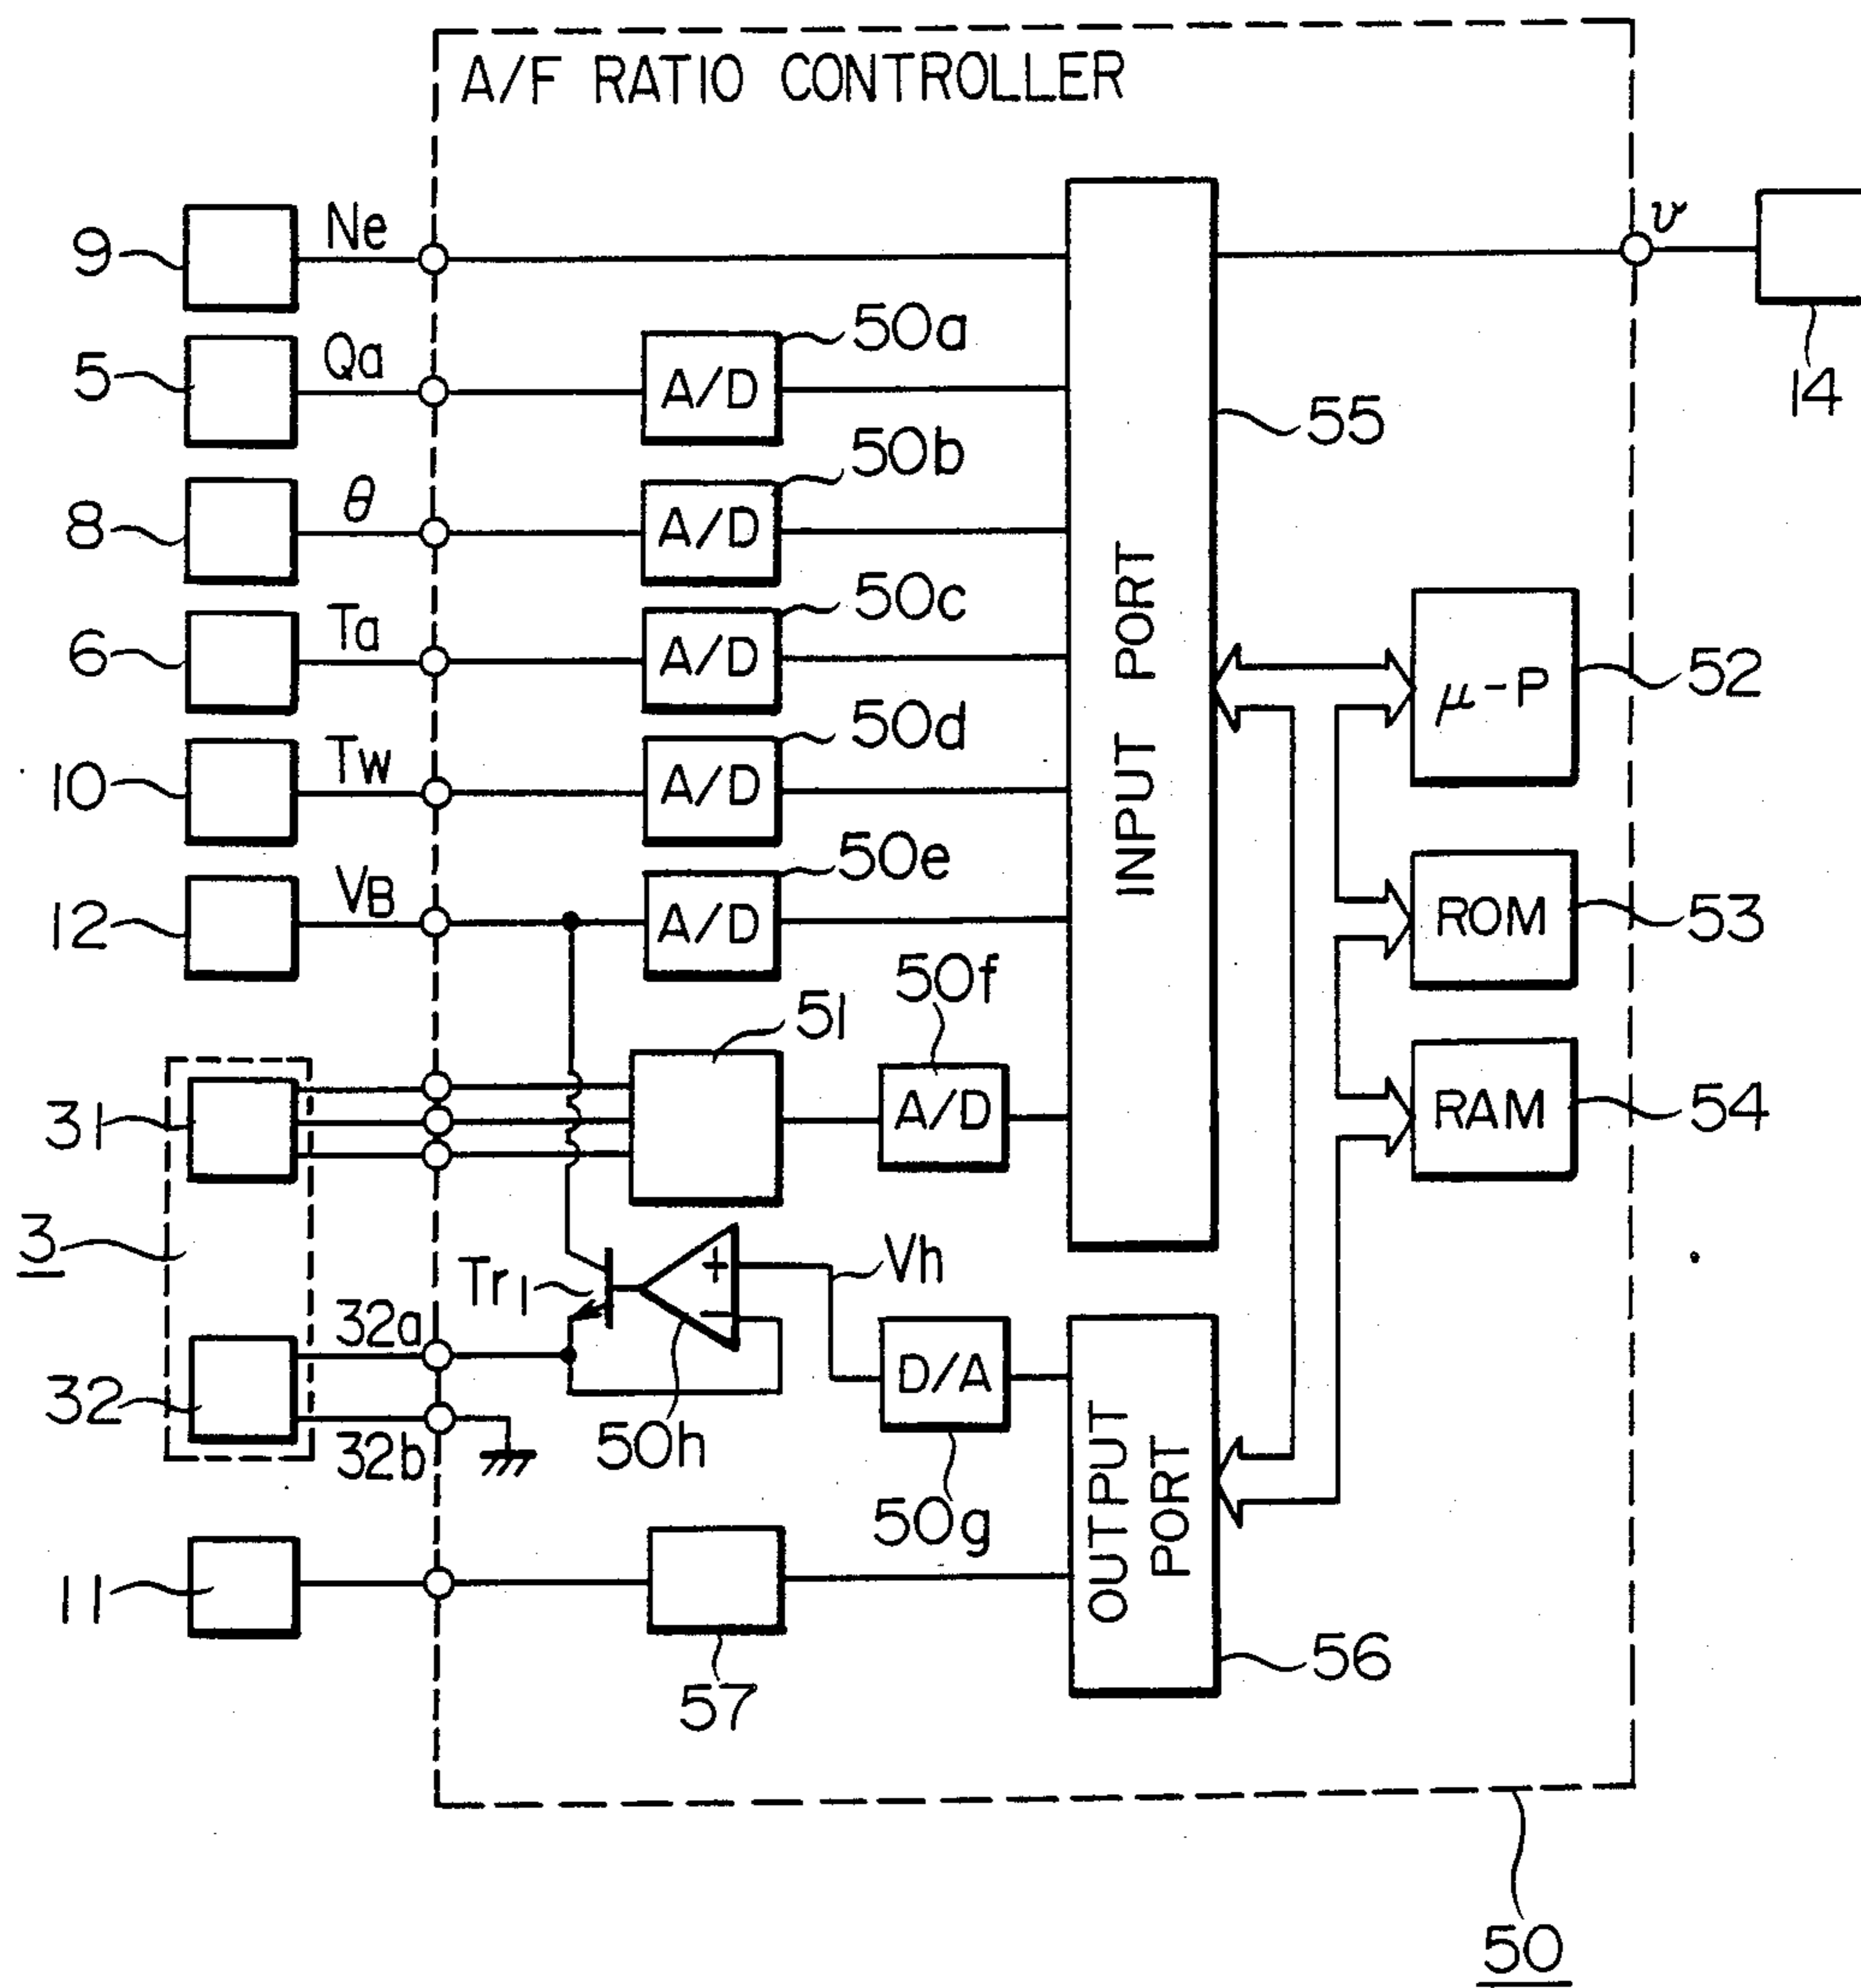 A/F RATIO CONTROLLER
9
Ne
υ
14
5
Qa
50a
A/D
55
8
θ
50b
A/D
6
Ta
50c
A/D
INPUT PORT
μ-P
52
10
Tw
50d
A/D
12
VB
50e
A/D
ROM
53
31
51
50f
A/D
RAM
54
3
Tr1
+
−
Vh
32
32a
32b
50h
D/A
50g
OUTPUT
PORT
11
57
56
50